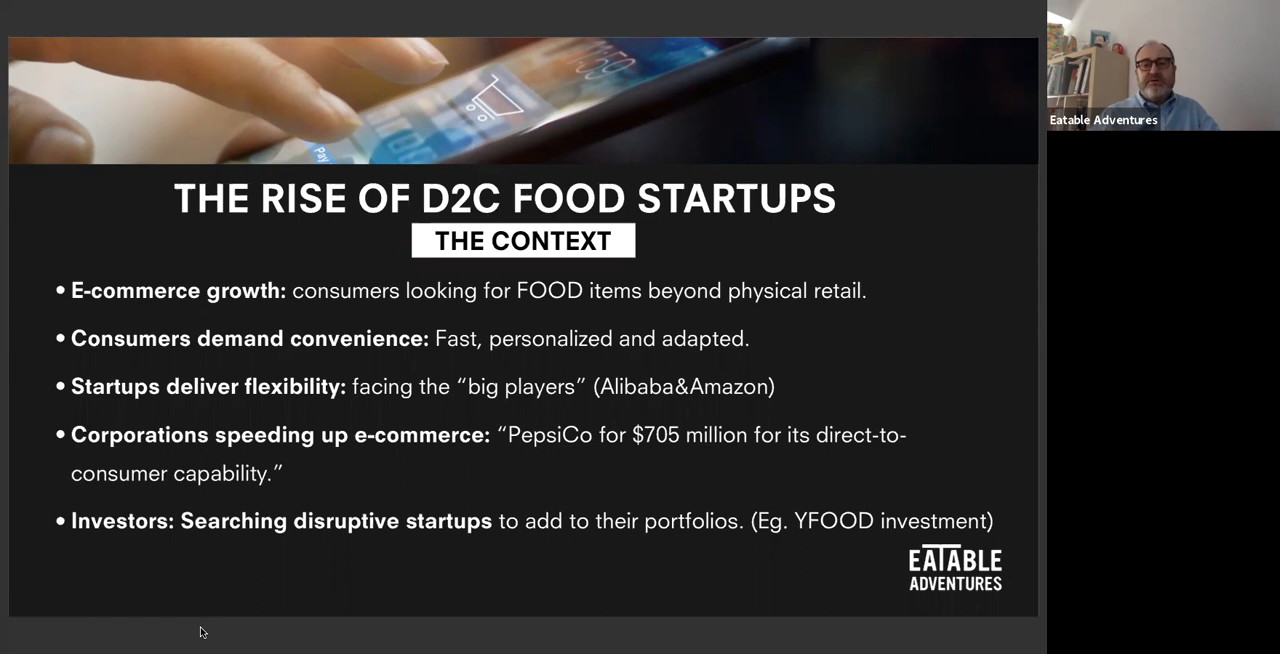 :59
Pay
THE RISE OF D2C FOOD STARTUPS
THE CONTEXT
• E-commerce growth: consumers looking for FOOD items beyond physical retail.
• Consumers demand convenience: Fast, personalized and adapted.
• Startups deliver flexibility: facing the “big players” (Alibaba&Amazon)
• Corporations speeding up e-commerce: “PepsiCo for $705 million for its direct-to-
consumer capability.”
• Investors: Searching disruptive startups to add to their portfolios. (Eg. YFOOD investment)
EATABLE
ADVENTURES
Eatable Adventures